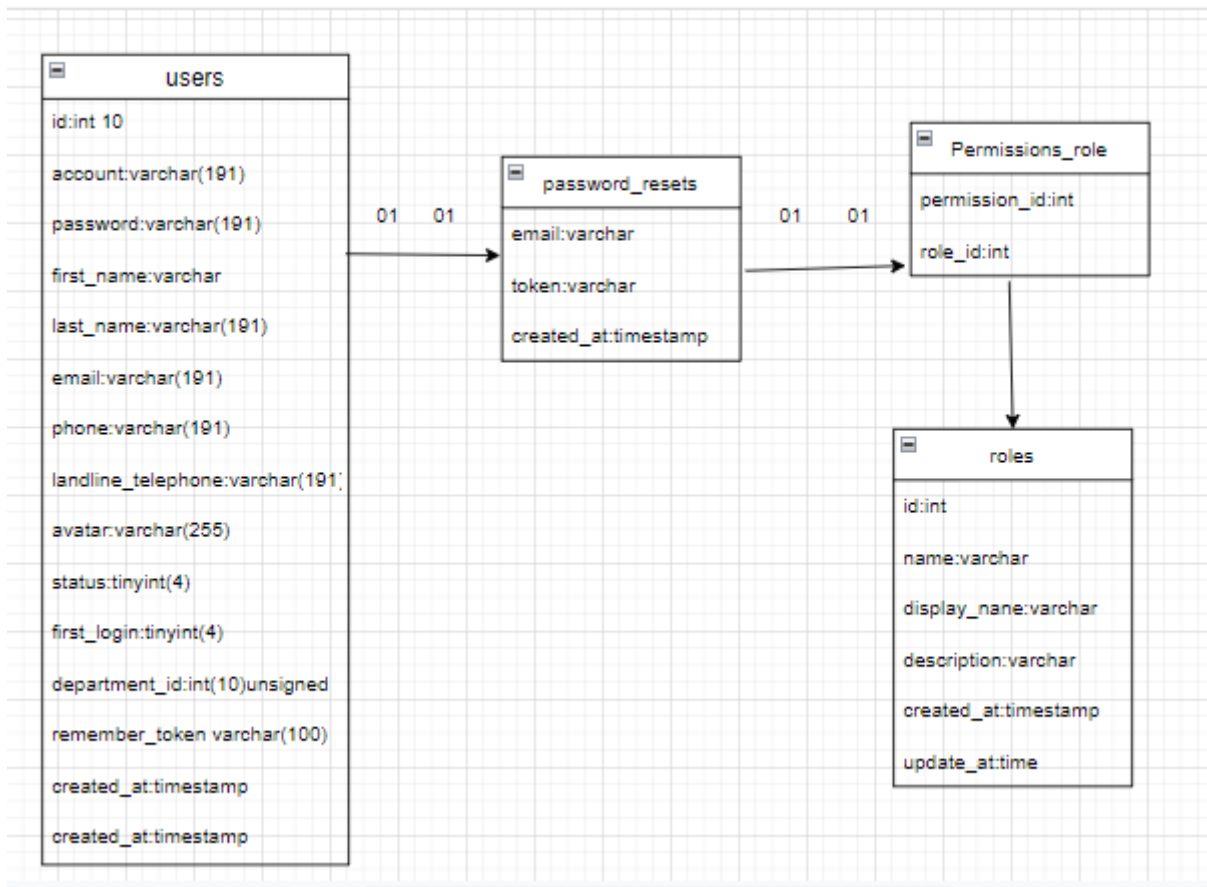 users
id:int 10
account:varchar(191)
password:varchar(191)
first_name:varchar
last_name:varchar(191)
email:varchar(191)
phone:varchar(191)
landline_telephone:varchar(191)
avatar:varchar(255)
status:tinyint(4)
first_login:tinyint(4)
department_id:int(10)unsigned
remember_token varchar(100)
created_at:timestamp
created_at:timestamp
01 01
password_resets
email:varchar
token:varchar
created_at:timestamp
01 01
Permissions_role
permission_id:int
role_id:int
roles
id:int
name:varchar
display_nane:varchar
description:varchar
created_at:timestamp
update_at:time